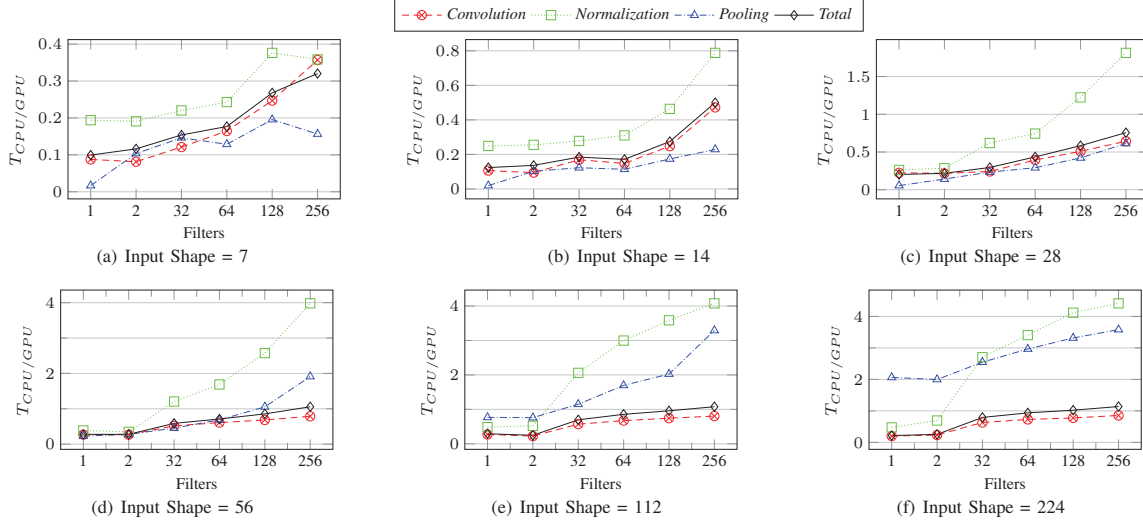 Convolution Normalization Pooling Total
0.4
0.3
0.2
0.1
0
T_{CPU/GPU}
1 2 32 64 128 256
Filters
(a) Input Shape = 7
0.8
0.6
0.4
0.2
0
T_{CPU/GPU}
1 2 32 64 128 256
Filters
(b) Input Shape = 14
1.5
1
0.5
0
T_{CPU/GPU}
1 2 32 64 128 256
Filters
(c) Input Shape = 28
4
2
0
T_{CPU/GPU}
1 2 32 64 128 256
Filters
(d) Input Shape = 56
4
2
0
T_{CPU/GPU}
1 2 32 64 128 256
Filters
(e) Input Shape = 112
4
2
0
T_{CPU/GPU}
1 2 32 64 128 256
Filters
(f) Input Shape = 224